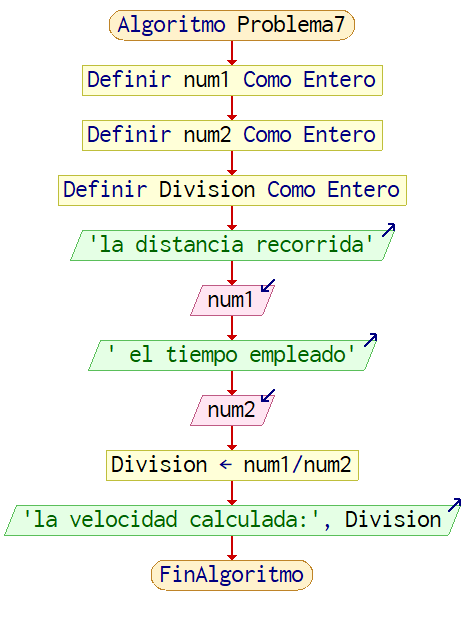 Algoritmo Problema7
Definir num1 Como Entero
Definir num2 Como Entero
Definir Division Como Entero
'la distancia recorrida'
num1
' el tiempo empleado'
num2
Division ← num1/num2
'la velocidad calculada:', Division
FinAlgoritmo